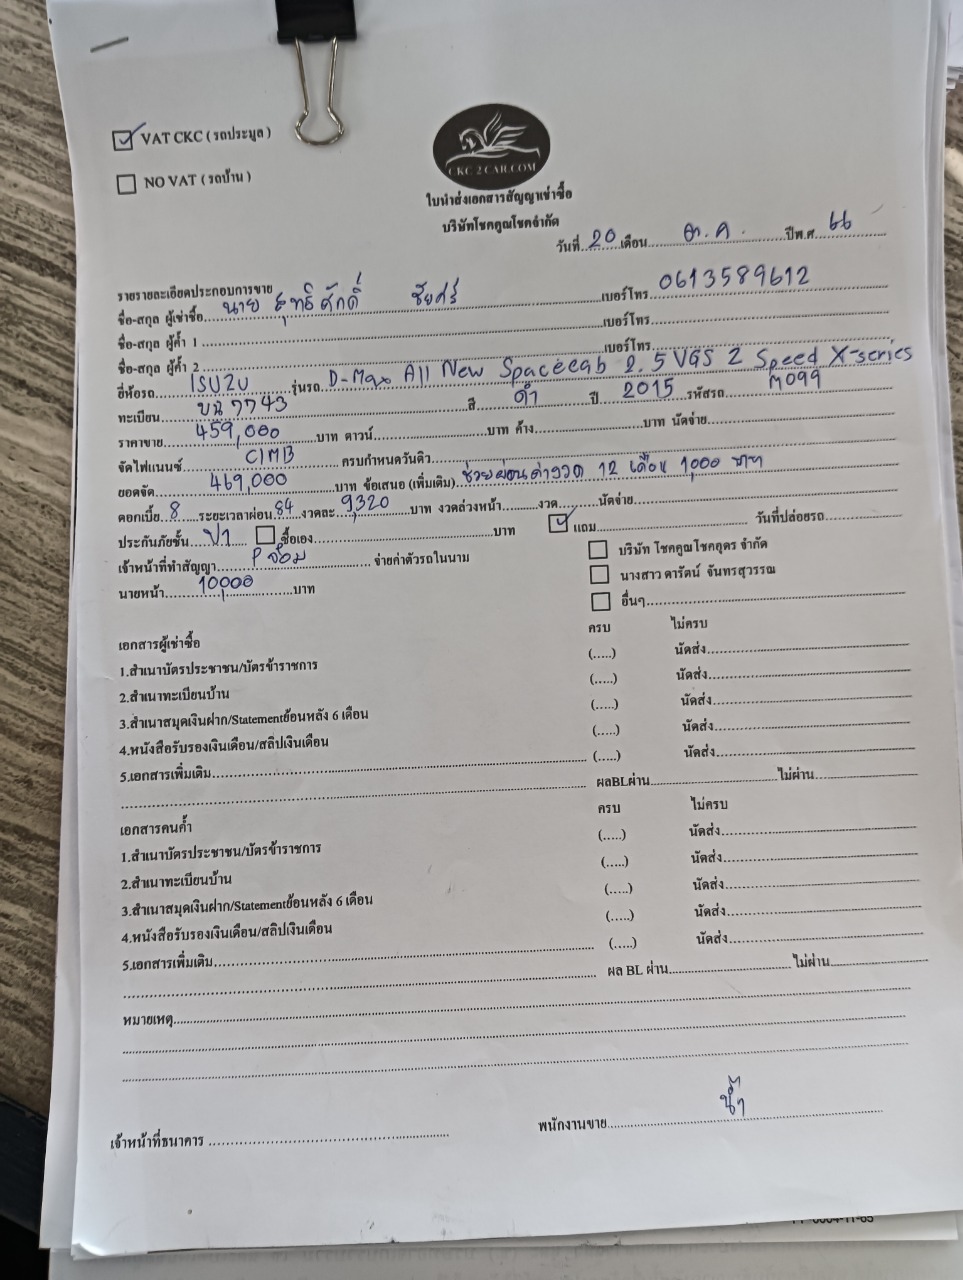 VAT CKC ( รถประมูล )
NO VAT ( รถบ้าน )
CKC 2 CAR.COM
ใบนำส่งเอกสารสัญญาเช่าซื้อ
บริษัทโชคคูณโชคจำกัด
วันที่ 20 เดือน ต.ค. ปีพ.ศ. 66
รายรายละเอียดประกอบการขาย
ชื่อ-สกุล ผู้เช่าซื้อ นาย ยุทธศักดิ์ ชัยศรี เบอร์โทร 0613589612
ชื่อ-สกุล ผู้ค้ำ 1 เบอร์โทร
ชื่อ-สกุล ผู้ค้ำ 2 เบอร์โทร
ยี่ห้อรถ ISUZU รุ่นรถ D-Max All New Spacecab 2.5 VGS Z Speed X-series
ทะเบียน 7743 สี ดำ ปี 2015 รหัสรถ M099
ราคาขาย 459,000 บาท ดาวน์ บาท ค้าง บาท นัดจ่าย
จัดไฟแนนซ์ CIMB ครบกำหนดวันดิว
ยอดจัด 469,000 บาท ข้อเสนอ (เพิ่มเติม) ช่วยผ่อนค่างวด 12 เดือน 1,000 บาท
ดอกเบี้ย 8 ระยะเวลาผ่อน 84 งวดละ 9,320 บาท งวดล่วงหน้า งวด นัดจ่าย
ประกันภัยชั้น ป1 ซื้อเอง บาท แถม วันที่ปล่อยรถ
เจ้าหน้าที่ทำสัญญา P จ๋อม จ่ายค่าตัวรถในนาม บริษัท โชคคูณโชคอุดร จำกัด
นายหน้า 10,000 บาท นางสาว ดารัตน์ จันทรสุวรรณ
อื่นๆ
เอกสารผู้เช่าซื้อ ครบ ไม่ครบ
1.สำเนาบัตรประชาชน/บัตรข้าราชการ (.....) นัดส่ง
2.สำเนาทะเบียนบ้าน (.....) นัดส่ง
3.สำเนาสมุดเงินฝาก/Statementย้อนหลัง 6 เดือน (.....) นัดส่ง
4.หนังสือรับรองเงินเดือน/สลิปเงินเดือน (.....) นัดส่ง
5.เอกสารเพิ่มเติม (.....) นัดส่ง
ผลBLผ่าน ไม่ผ่าน
เอกสารคนค้ำ ครบ ไม่ครบ
1.สำเนาบัตรประชาชน/บัตรข้าราชการ (.....) นัดส่ง
2.สำเนาทะเบียนบ้าน (.....) นัดส่ง
3.สำเนาสมุดเงินฝาก/Statementย้อนหลัง 6 เดือน (.....) นัดส่ง
4.หนังสือรับรองเงินเดือน/สลิปเงินเดือน (.....) นัดส่ง
5.เอกสารเพิ่มเติม (.....) นัดส่ง
ผล BL ผ่าน ไม่ผ่าน
หมายเหตุ
เจ้าหน้าที่ธนาคาร พนักงานขาย